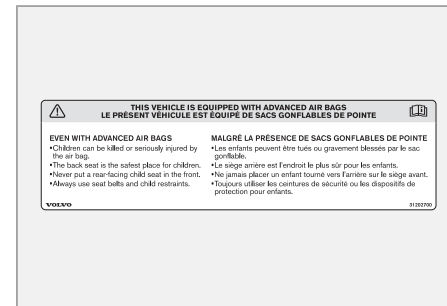 THIS VEHICLE IS EQUIPPED WITH ADVANCED AIR BAGS
LE PRÉSENT VÉHICULE EST ÉQUIPÉ DE SACS GONFLABLES DE POINTE
EVEN WITH ADVANCED AIR BAGS
•Children can be killed or seriously injured by
the air bag.
•The back seat is the safest place for children.
•Never put a rear-facing child seat in the front.
•Always use seat belts and child restraints.
MALGRÉ LA PRÉSENCE DE SACS GONFLABLES DE POINTE
•Les enfants peuvent être tués ou gravement blessés par le sac
gonflable.
•Le siège arrière est l'endroit le plus sûr pour les enfants.
•Ne jamais placer un enfant tourné vers l'arrière sur le siège avant.
•Toujours utiliser les ceintures de sécurité ou les dispositifs de
protection pour enfants.
VOLVO
31202700